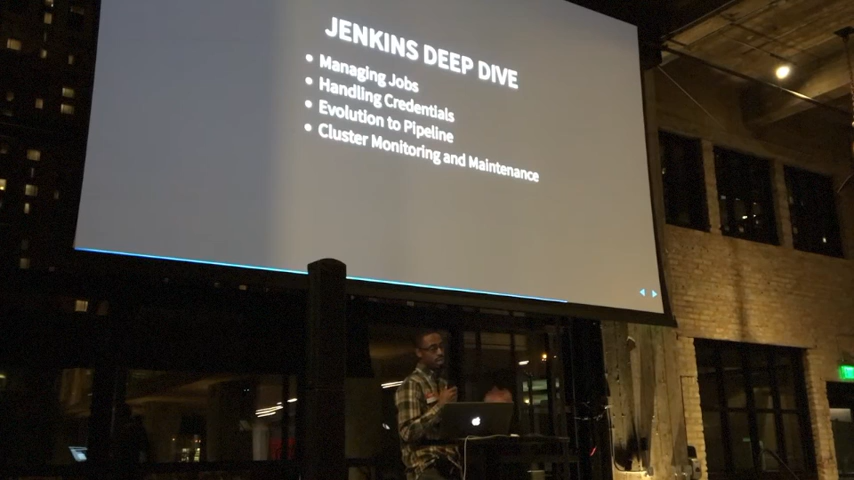 JENKINS DEEP DIVE
• Managing Jobs
• Handling Credentials
• Evolution to Pipeline
• Cluster Monitoring and Maintenance